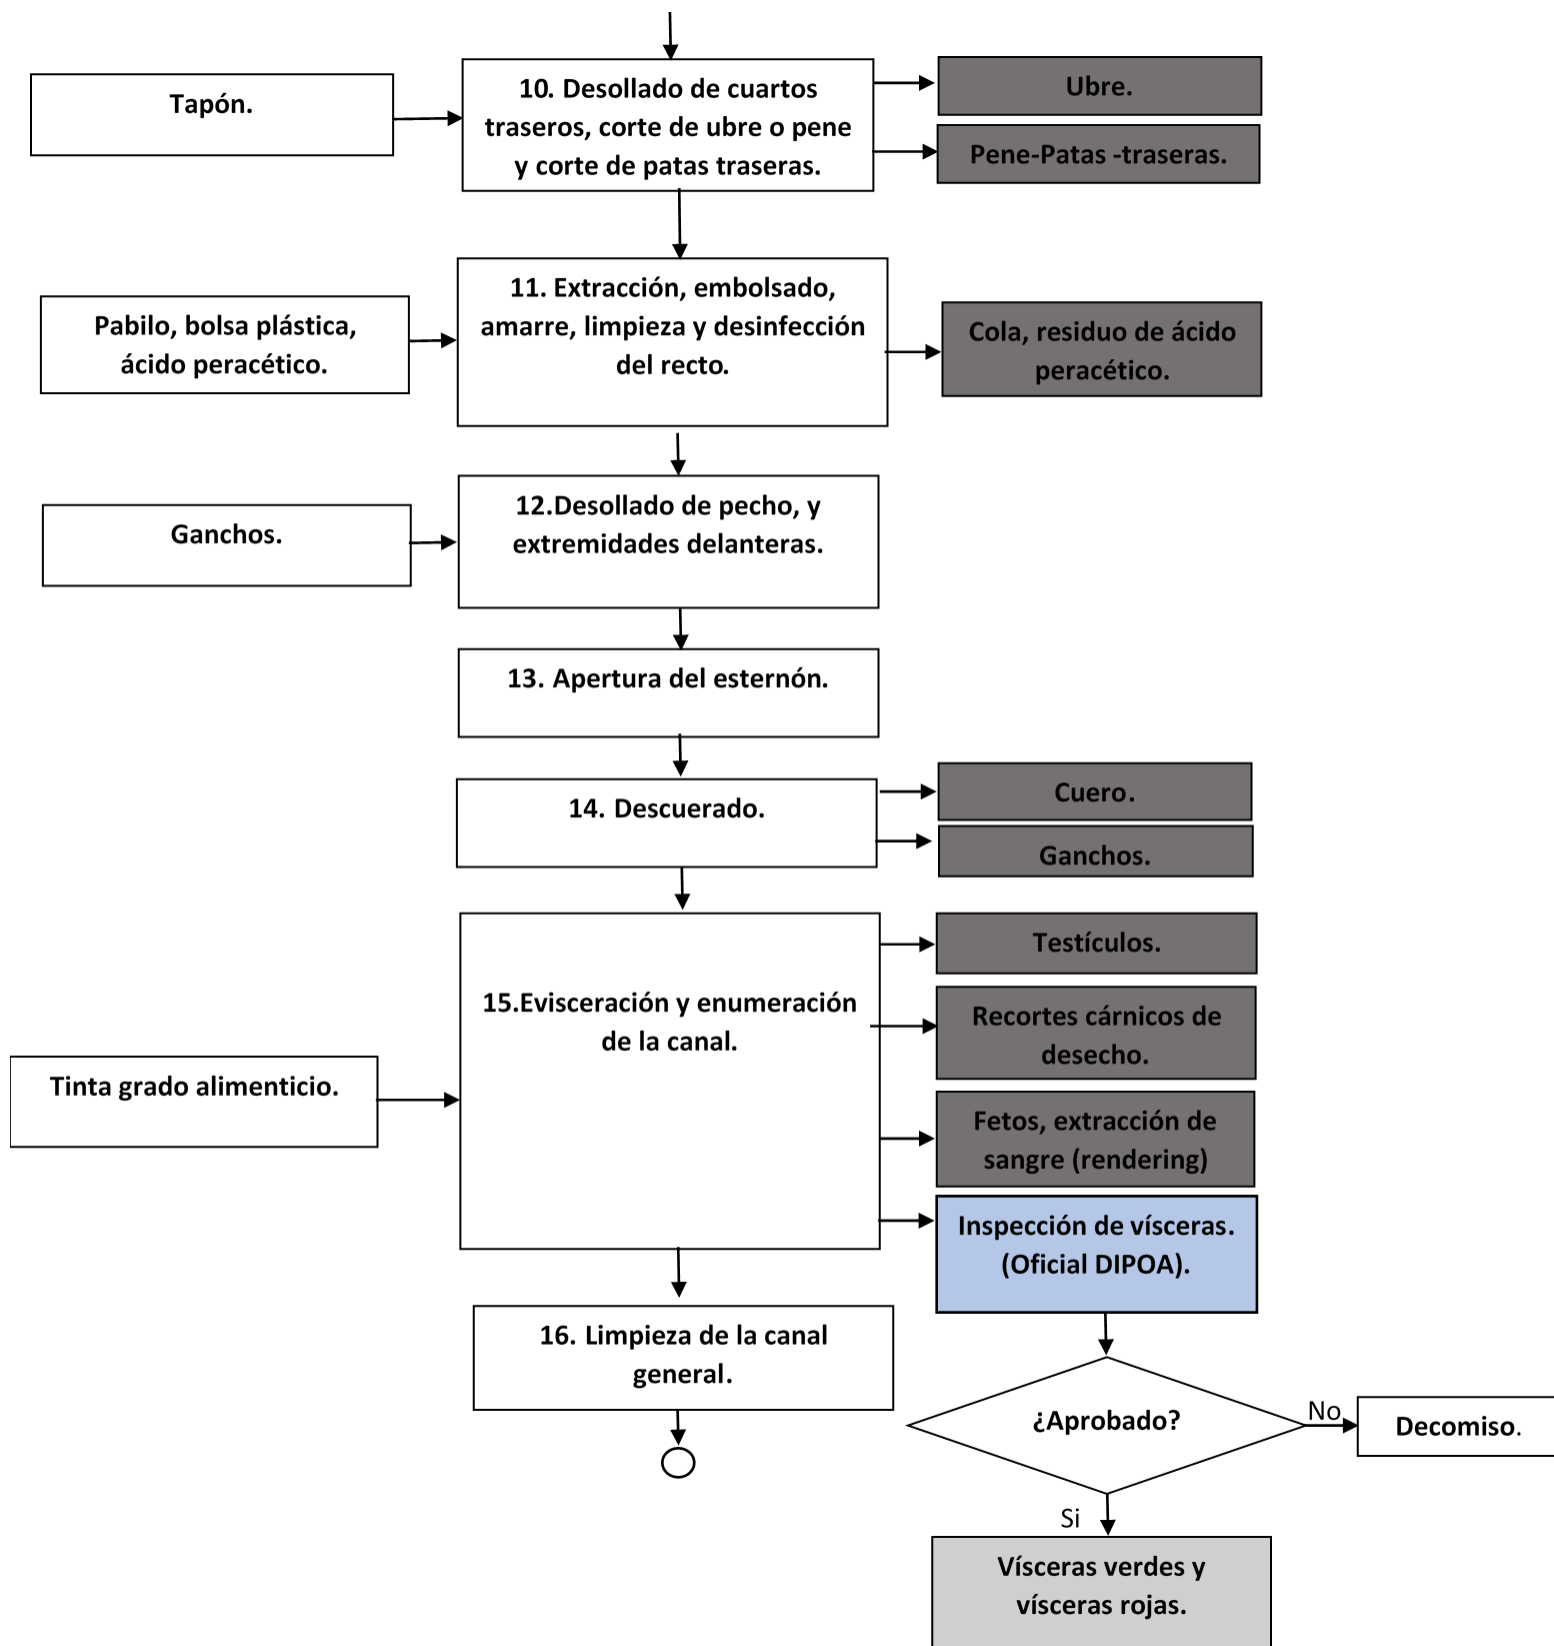 Tapón.
10. Desollado de cuartos
traseros, corte de ubre o pene
y corte de patas traseras.
Ubre.
Pene-Patas -traseras.
Pabilo, bolsa plástica,
ácido peracético.
11. Extracción, embolsado,
amarre, limpieza y desinfección
del recto.
Cola, residuo de ácido
peracético.
Ganchos.
12.Desollado de pecho, y
extremidades delanteras.
13. Apertura del esternón.
14. Descuerado.
Cuero.
Ganchos.
Tinta grado alimenticio.
15.Evisceración y enumeración
de la canal.
Testículos.
Recortes cárnicos de
desecho.
Fetos, extracción de
sangre (rendering)
Inspección de vísceras.
(Oficial DIPOA).
16. Limpieza de la canal
general.
¿Aprobado?
No
Decomiso.
Si
Vísceras verdes y
vísceras rojas.